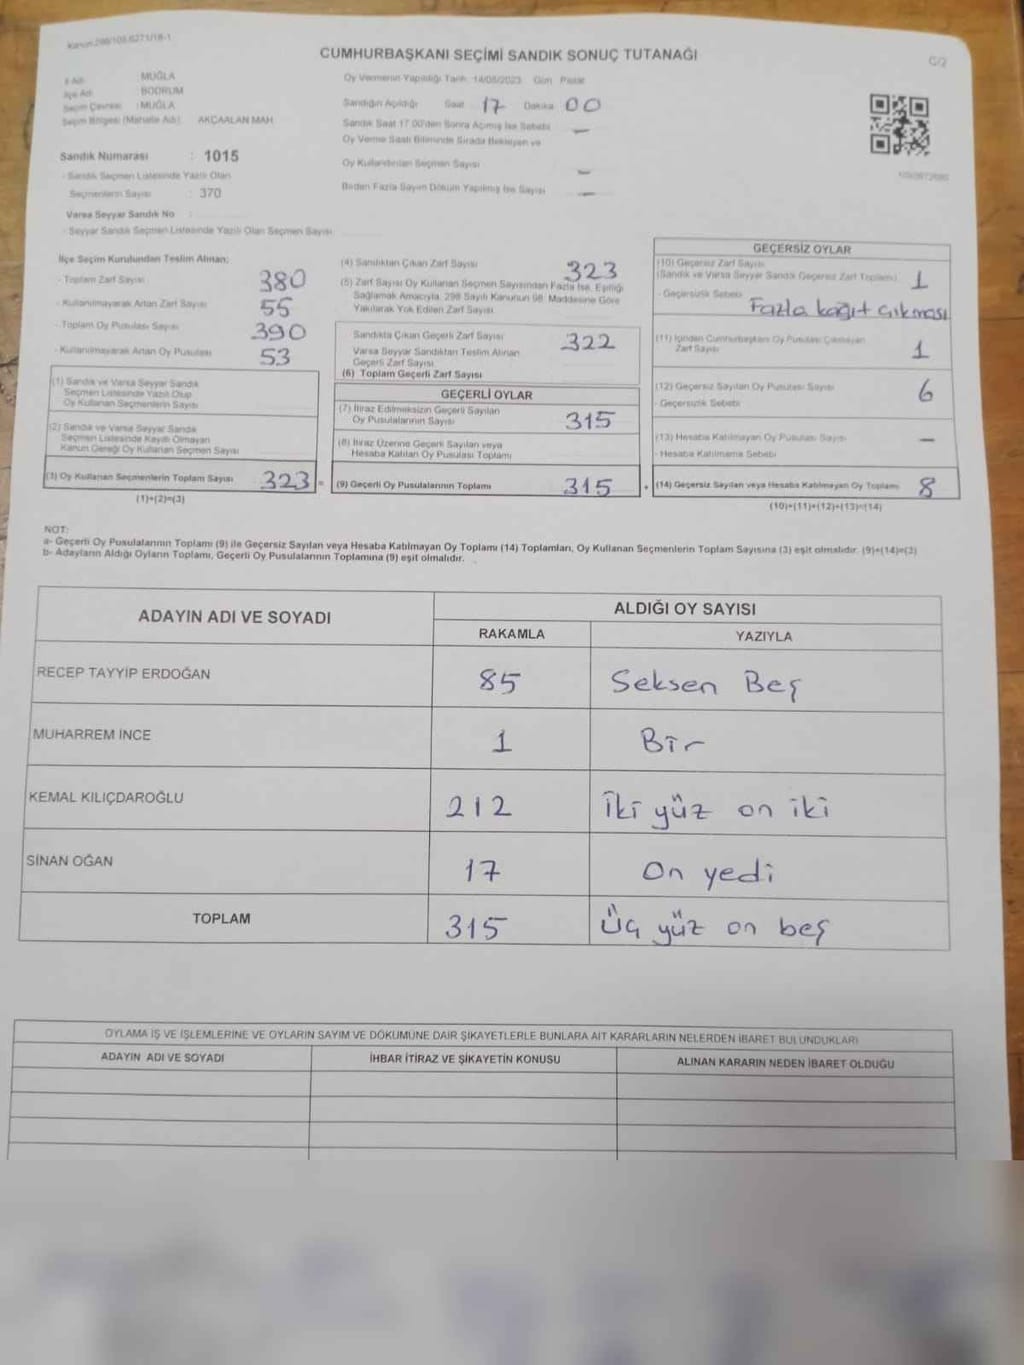 Kanun:298/109,6271/18-1
CUMHURBAŞKANI SEÇİMİ SANDIK SONUÇ TUTANAĞI
İl Adı : MUĞLA
İlçe Adı : BODRUM
Seçim Çevresi : MUĞLA
Seçim Bölgesi (Mahalle Adı) : AKÇAALAN MAH.
Sandık Numarası : 1015
- Sandık Seçmen Listesinde Yazılı Olan
Seçmenlerin Sayısı : 370
Varsa Seyyar Sandık No :
- Seyyar Sandık Seçmen Listesinde Yazılı Olan Seçmen Sayısı
Oy Vermenin Yapıldığı Tarih 14/05/2023 Gün Pazar
Sandığın Açıldığı Saat 17 Dakika 00
Sandık Saat 17.00'den Sonra Açılmış İse Sebebi —
Oy Verme Saati Bitiminde Sırada Bekleyen ve
Oy Kullandırılan Seçmen Sayısı —
Birden Fazla Sayım Döküm Yapılmış İse Sayısı —
İlçe Seçim Kurulundan Teslim Alınan;
- Toplam Zarf Sayısı 380
- Kullanılmayarak Artan Zarf Sayısı 55
- Toplam Oy Pusulası Sayısı 390
- Kullanılmayarak Artan Oy Pusulası 53
(1) Sandık ve Varsa Seyyar Sandık
Seçmen Listesinde Yazılı Olup
Oy Kullanan Seçmenlerin Sayısı
(2) Sandık ve Varsa Seyyar Sandık
Seçmen Listesinde Kayıtlı Olmayan
Kanun Gereği Oy Kullanan Seçmen Sayısı
(3) Oy Kullanan Seçmenlerin Toplam Sayısı 323 =
(1)+(2)=(3)
(4) Sandıktan Çıkan Zarf Sayısı 323
(5) Zarf Sayısı Oy Kullanan Seçmen Sayısından Fazla İse, Eşitliği
Sağlamak Amacıyla, 298 Sayılı Kanunun 98. Maddesine Göre
Yakılarak Yok Edilen Zarf Sayısı
Sandıkta Çıkan Geçerli Zarf Sayısı 322
Varsa Seyyar Sandıktan Teslim Alınan
Geçerli Zarf Sayısı
(6) Toplam Geçerli Zarf Sayısı
GEÇERLİ OYLAR
(7) İtiraz Edilmeksizin Geçerli Sayılan
Oy Pusulalarının Sayısı 315
(8) İtiraz Üzerine Geçerli Sayılan veya
Hesaba Katılan Oy Pusulası Toplamı
(9) Geçerli Oy Pusulalarının Toplamı 315 +
GEÇERSİZ OYLAR
(10) Geçersiz Zarf Sayısı
(Sandık ve Varsa Seyyar Sandık Geçersiz Zarf Toplamı) 1
- Geçersizlik Sebebi Fazla kağıt çıkması
(11) İçinden Cumhurbaşkanı Oy Pusulası Çıkmayan
Zarf Sayısı 1
(12) Geçersiz Sayılan Oy Pusulası Sayısı 6
- Geçersizlik Sebebi
(13) Hesaba Katılmayan Oy Pusulası Sayısı —
- Hesaba Katılmama Sebebi
(14) Geçersiz Sayılan veya Hesaba Katılmayan Oy Toplamı 8
(10)+(11)+(12)+(13)=(14)
NOT:
a- Geçerli Oy Pusulalarının Toplamı (9) ile Geçersiz Sayılan veya Hesaba Katılmayan Oy Toplamı (14) Toplamları, Oy Kullanan Seçmenlerin Toplam Sayısına (3) eşit olmalıdır. (9)+(14)=(3)
b- Adayların Aldığı Oyların Toplamı, Geçerli Oy Pusulalarının Toplamına (9) eşit olmalıdır.
ADAYIN ADI VE SOYADI ALDIĞI OY SAYISI
RAKAMLA YAZIYLA
RECEP TAYYİP ERDOĞAN 85 Seksen Beş
MUHARREM İNCE 1 Bir
KEMAL KILIÇDAROĞLU 212 İki yüz on iki
SİNAN OĞAN 17 On yedi
TOPLAM 315 Üç yüz on beş
OYLAMA İŞ VE İŞLEMLERİNE VE OYLARIN SAYIM VE DÖKÜMÜNE DAİR ŞİKAYETLERLE BUNLARA AİT KARARLARIN NELERDEN İBARET BULUNDUKLARI
ADAYIN ADI VE SOYADI İHBAR İTİRAZ VE ŞİKAYETİN KONUSU ALINAN KARARIN NEDEN İBARET OLDUĞU